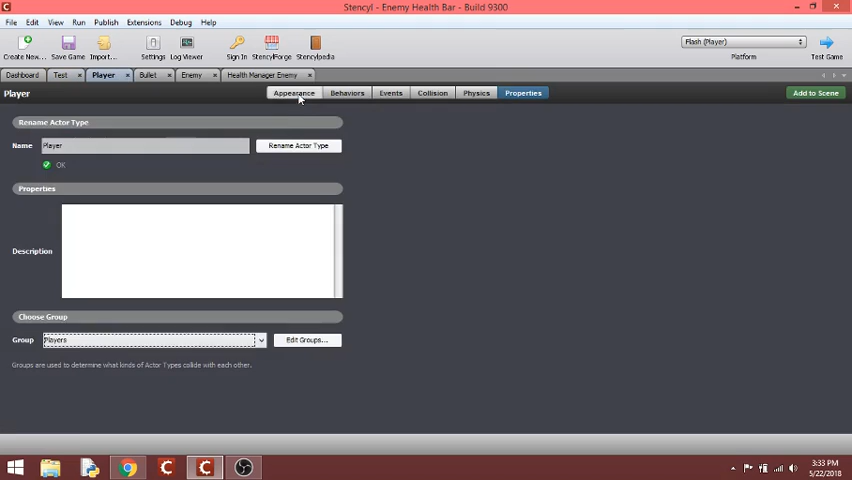 Stencyl - Enemy Health Bar - Build 9300
File Edit View Run Publish Extensions Debug Help
Create New... Save Game Import... Settings Log Viewer Sign In StencylForge Stencylpedia Flash (Player) Platform Test Game
Dashboard Test Player Bullet Enemy Health Manager Enemy
Player Appearance Behaviors Events Collision Physics Properties Add to Scene
Rename Actor Type
Name Player Rename Actor Type
OK
Properties
Description
Choose Group
Group Players Edit Groups...
Groups are used to determine what kinds of Actor Types collide with each other.
3:33 PM
5/22/2018